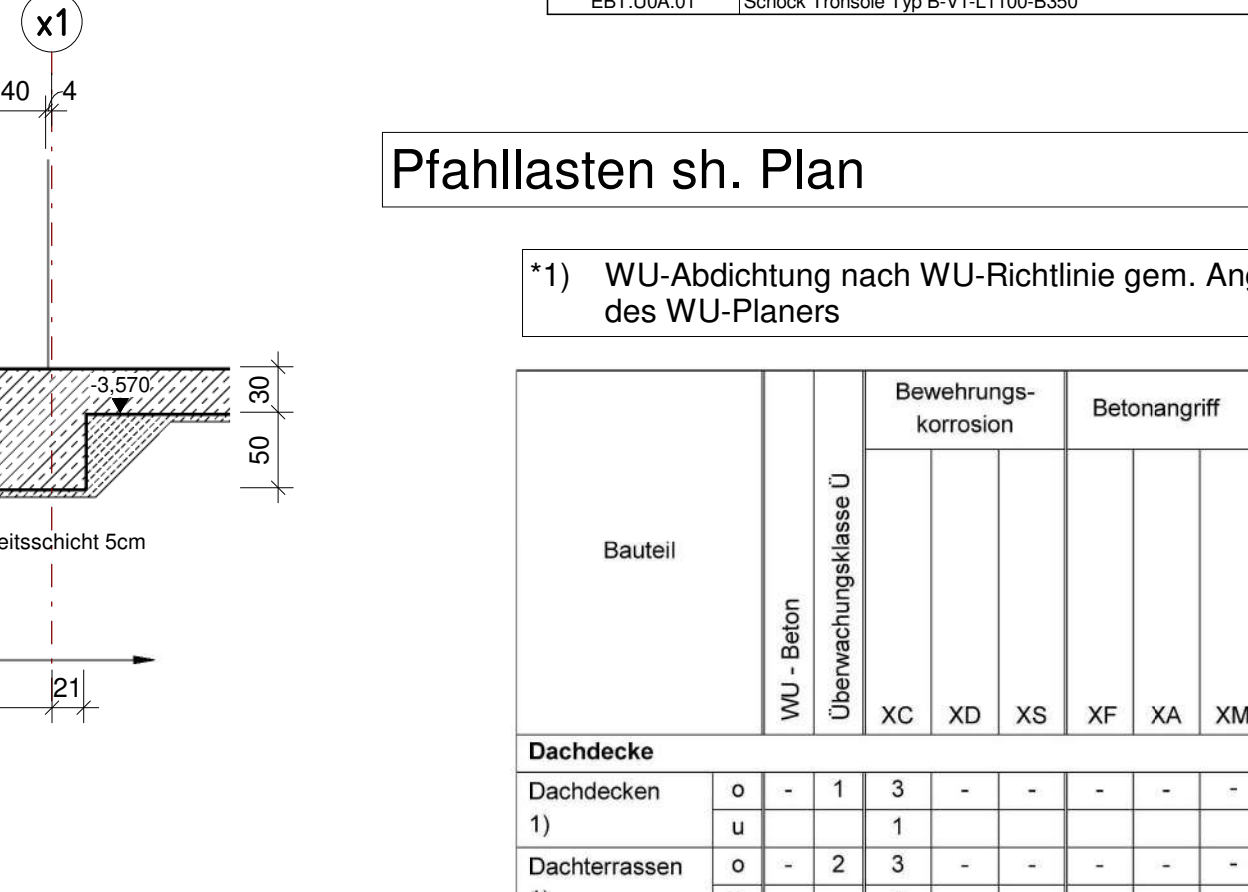 EBT.U0A.01 Schöck Tronsole Typ B-V1-L1100-B350
x1
40 4
Pfahllasten sh. Plan
*1) WU-Abdichtung nach WU-Richtlinie gem.
des WU-Planers
-3,570
30
50
5cm
21
Bauteil
WU - Beton
Überwachungsklasse Ü
Bewehrungs-
korrosion
Betonangriff
XC XD XS XF XA XM
Dachdecke
Dachdecken o - 1 3 - - - - -
1) u 1
Dachterrassen o - 2 3 - - - - -